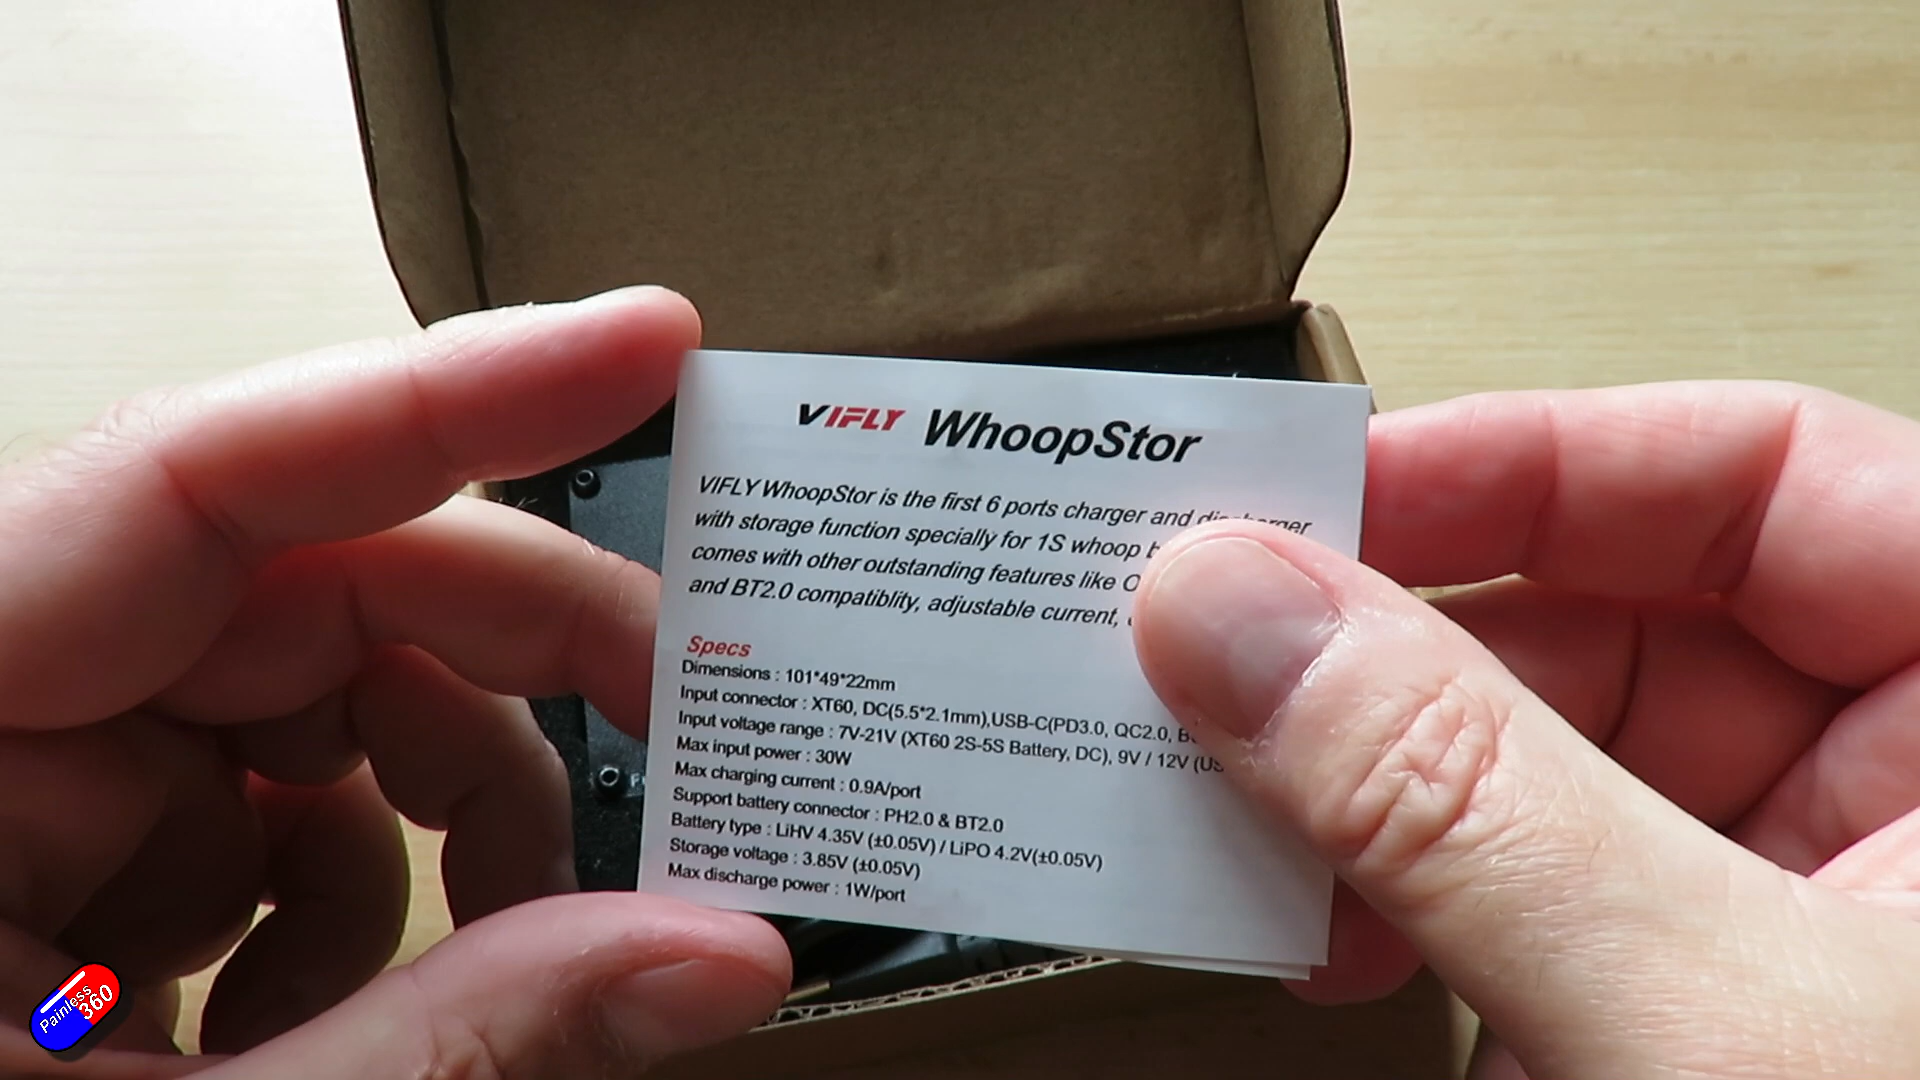 VIFLY WhoopStor
VIFLY WhoopStor is the first 6 ports charger and discharger
with storage function specially for 1S whoop
comes with other outstanding features like
and BT2.0 compatiblity, adjustable current,
Specs
Dimensions : 101*49*22mm
Input connector : XT60, DC(5.5*2.1mm),USB-C(PD3.0, QC2.0,
Input voltage range : 7V-21V (XT60 2S-5S Battery, DC), 9V / 12V
Max input power : 30W
Max charging current : 0.9A/port
Support battery connector : PH2.0 & BT2.0
Battery type : LiHV 4.35V (±0.05V) / LiPO 4.2V(±0.05V)
Storage voltage : 3.85V (±0.05V)
Max discharge power : 1W/port
Painless
360